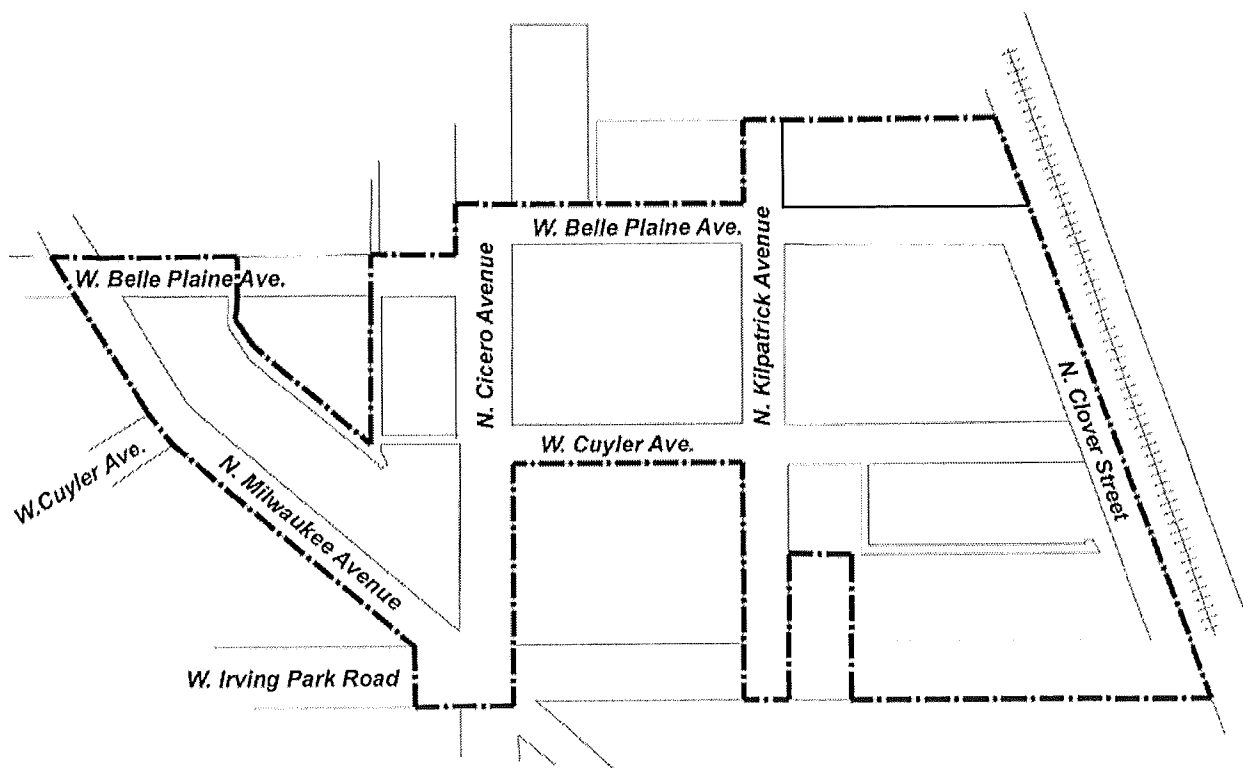 W. Belle Plaine Ave.
W. Belle Plaine Ave.
N. Cicero Avenue
N. Kilpatrick Avenue
N. Clover Street
W. Cuyler Ave.
W.Cuyler Ave.
N. Milwaukee Avenue
W. Irving Park Road